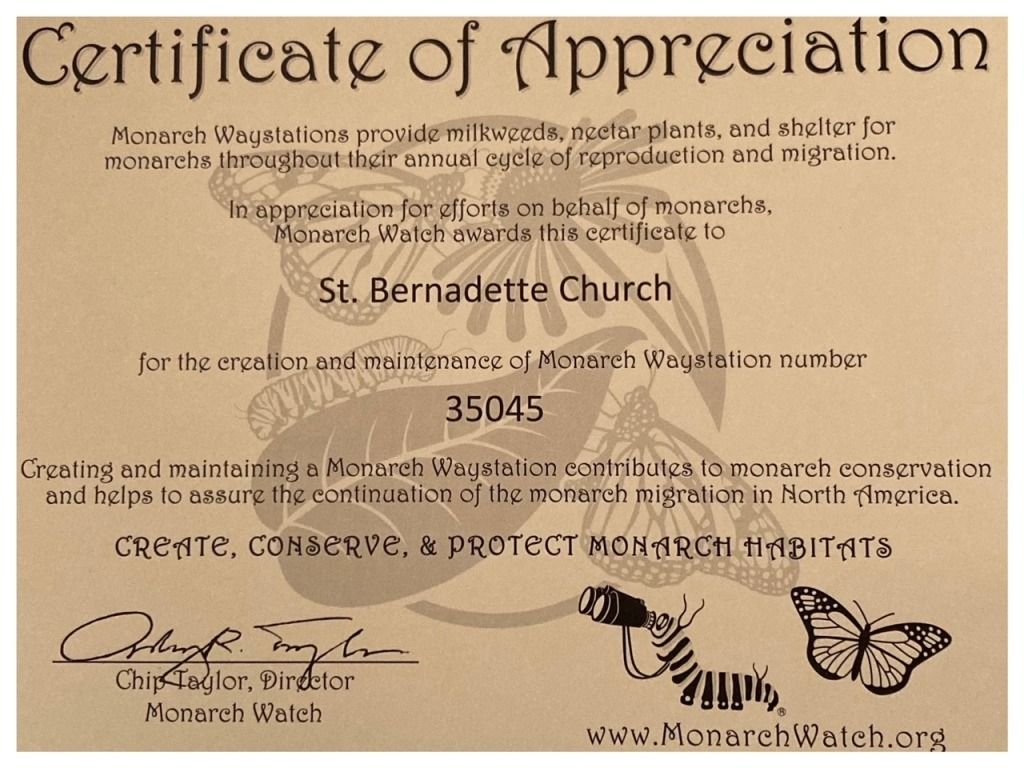 Certificate of Appreciation
Monarch Waystations provide milkweeds, nectar plants, and shelter for
monarchs throughout their annual cycle of reproduction and migration.
In appreciation for efforts on behalf of monarchs,
Monarch Watch awards this certificate to
St. Bernadette Church
for the creation and maintenance of Monarch Waystation number
35045
Creating and maintaining a Monarch Waystation contributes to monarch conservation
and helps to assure the continuation of the monarch migration in North America.
CREATE, CONSERVE, & PROTECT MONARCH HABITATS
Chip Taylor, Director
Monarch Watch
®
www.MonarchWatch.org